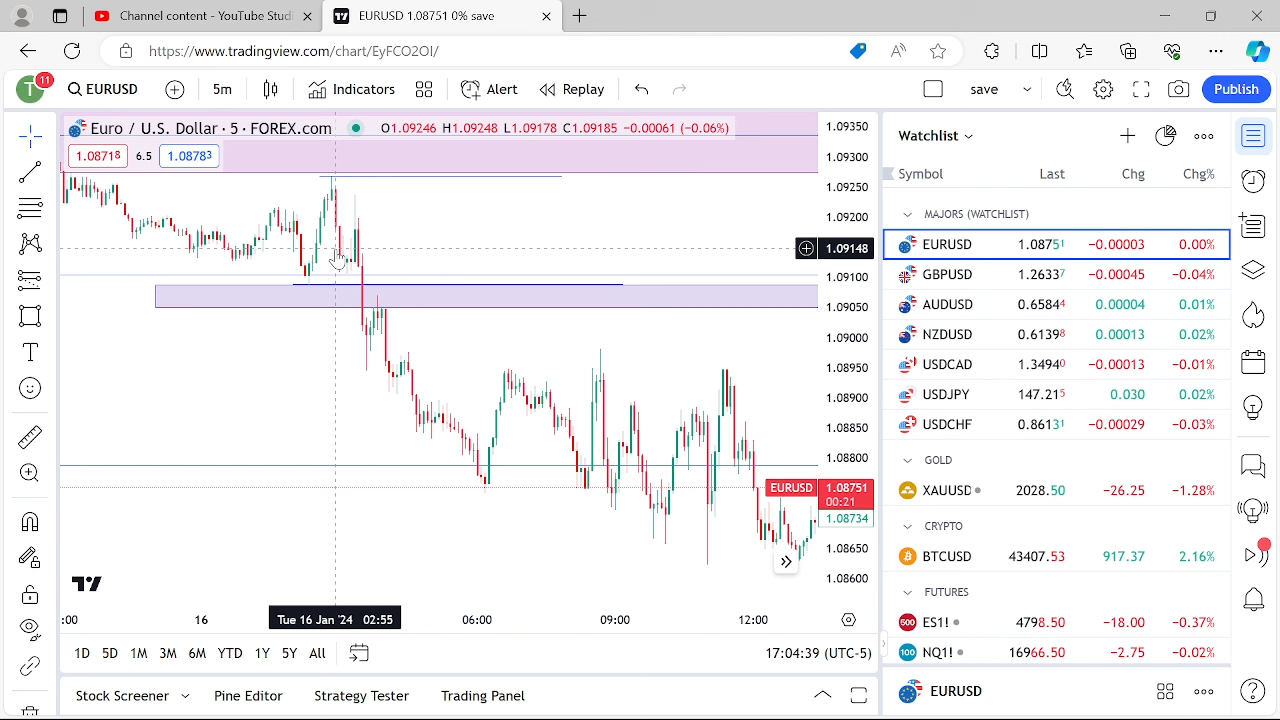 Channel content - YouTube Studi
EURUSD 1.08751 0% save
https://www.tradingview.com/chart/EyFCO2OI/
T 11 EURUSD 5m Indicators Alert Replay save Publish
Euro / U.S. Dollar · 5 · FOREX.com O1.09246 H1.09248 L1.09178 C1.09185 −0.00061 (−0.06%)
1.08718 6.5 1.08783
1.09350
1.09300
1.09250
1.09200
1.09148
1.09100
1.09050
1.09000
1.08950
1.08900
1.08850
1.08800
EURUSD 1.08751
00:21
1.08734
1.08650
1.08600
:00 16 Tue 16 Jan '24 02:55 06:00 09:00 12:00
1D 5D 1M 3M 6M YTD 1Y 5Y All 17:04:39 (UTC-5)
Stock Screener Pine Editor Strategy Tester Trading Panel
Watchlist
Symbol Last Chg Chg%
MAJORS (WATCHLIST)
EURUSD 1.08751 −0.00003 0.00%
GBPUSD 1.26337 −0.00045 −0.04%
AUDUSD 0.65844 0.00004 0.01%
NZDUSD 0.61398 0.00013 0.02%
USDCAD 1.34940 −0.00013 −0.01%
USDJPY 147.215 0.030 0.02%
USDCHF 0.86131 −0.00029 −0.03%
GOLD
XAUUSD 2028.50 −26.25 −1.28%
CRYPTO
BTCUSD 43407.53 917.37 2.16%
FUTURES
500 ES1! 4798.50 −18.00 −0.37%
100 NQ1! 16966.50 −2.75 −0.02%
EURUSD